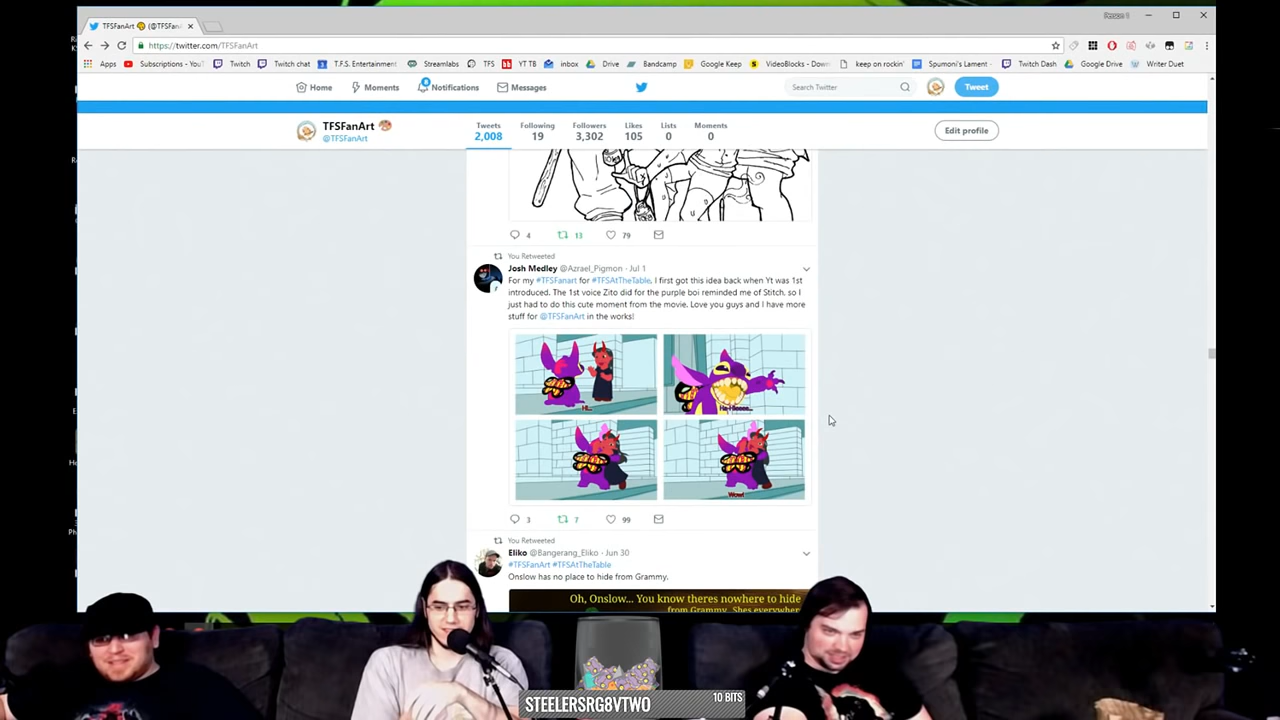 TFSFanArt (@TFSFan
Person 1
https://twitter.com/TFSFanArt
Apps Subscriptions - YouT Twitch Twitch chat T.F.S. Entertainment Streamlabs TFS YT TB inbox Drive Bandcamp Google Keep VideoBlocks - Down keep on rockin' Spumoni's Lament - Twitch Dash Google Drive Writer Duet
Home Moments 8 Notifications Messages Search Twitter Tweet
TFSFanArt
@TFSFanArt
Tweets Following Followers Likes Lists Moments
2,008 19 3,302 105 0 0
Edit profile
4 13 79
You Retweeted
Josh Medley @Azrael_Pigmon · Jul 1
For my #TFSFanart for #TFSAtTheTable, I first got this idea back when Yt was 1st
introduced. The 1st voice Zito did for the purple boi reminded me of Stitch, so I
just had to do this cute moment from the movie. Love you guys and I have more
stuff for @TFSFanArt in the works!
Wow!
3 7 99
You Retweeted
Eliko @Bangerang_Eliko · Jun 30
#TFSFanArt #TFSAtTheTable
Onslow has no place to hide from Grammy.
Oh, Onslow... You know theres nowhere to hide
from Grammy. Shes everywhere
STEELERSRG8VTWO 10 BITS